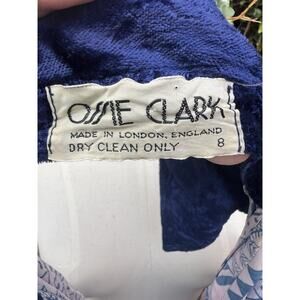 OSSIE CLARK
MADE IN LONDON, ENGLAND
DRY CLEAN ONLY 8